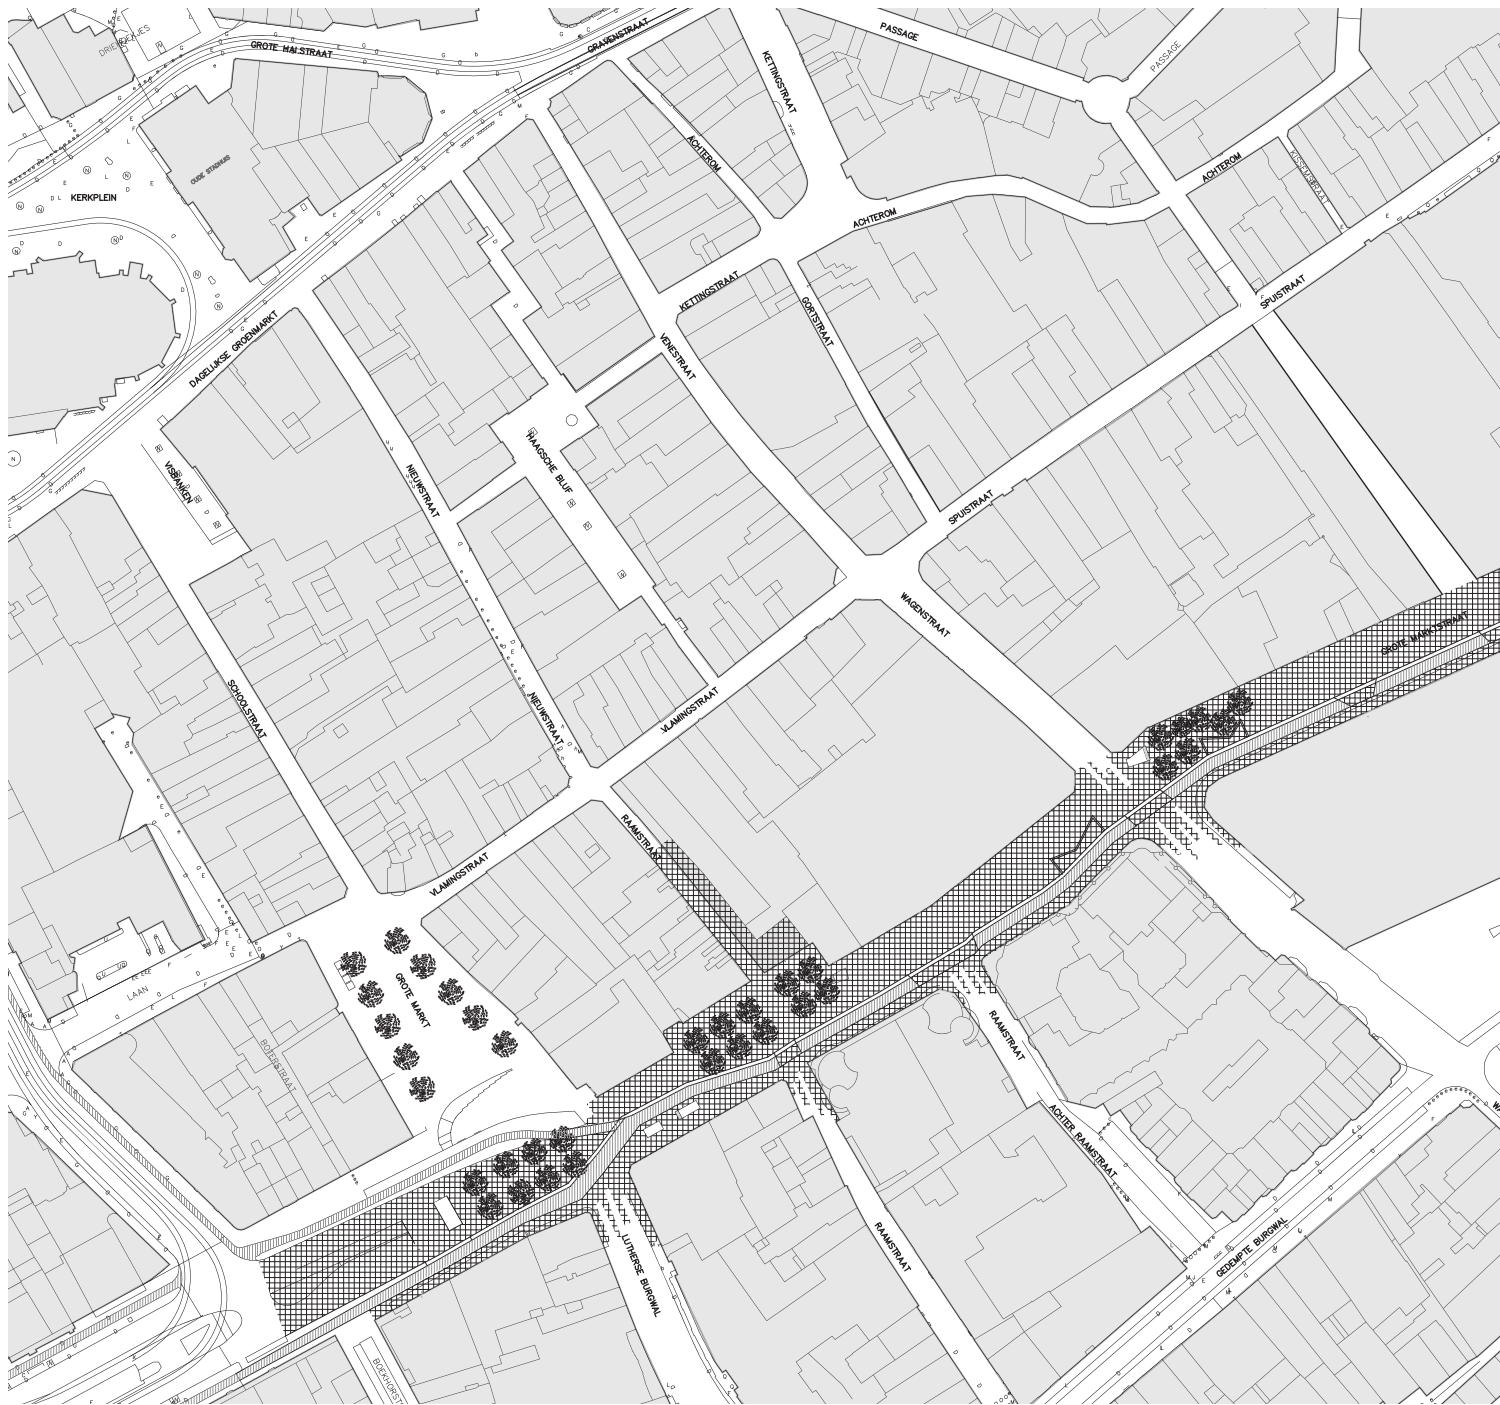 DRIEHOEKJES
GROTE HALSTRAAT
GRAVENSTRAAT
KETTINGSTRAAT
PASSAGE
PASSAGE
OUDE STADHUIS
KERKPLEIN
ACHTEROM
ACHTEROM
ACHTEROM
KETTINGSTRAAT
GORTSTRAAT
SPUISTRAAT
DAGELIJKSE GROENMARKT
VENESTRAAT
VISBANKEN
NIEUWSTRAAT
HAAGSCHE BLUF
SPUISTRAAT
WAGENSTRAAT
GROTE MARKTSTRAAT
SCHOOLSTRAAT
NIEUWSTRAAT
VLAMINGSTRAAT
RAAMSTRAAT
VLAMINGSTRAAT
LAAN
GROTE MARKT
RAAMSTRAAT
ACHTER RAAMSTRAAT
LUTHERSE BURGWAL
RAAMSTRAAT
GEDEMPTE BURGWAL
BOEKHORST